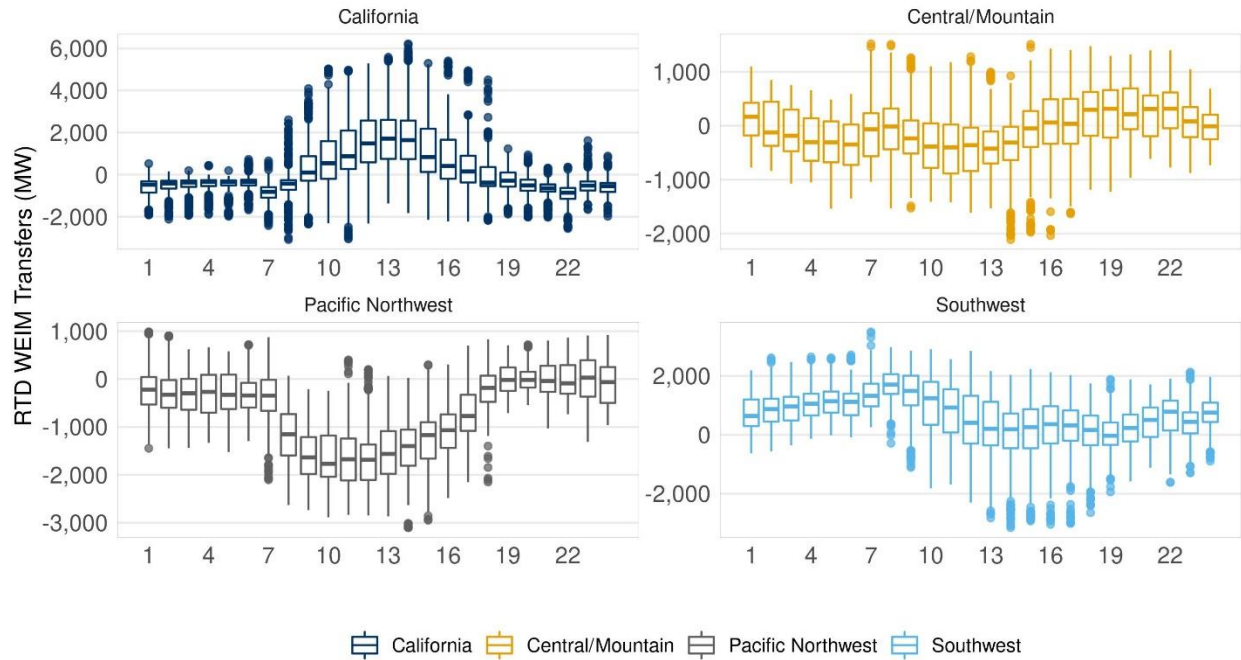 California
Central/Mountain
RTD WEIM Transfers (MW)
6,000
4,000
2,000
0
-2,000
1 4 7 10 13 16 19 22
1,000
0
-1,000
-2,000
1 4 7 10 13 16 19 22
Pacific Northwest
Southwest
1,000
0
-1,000
-2,000
-3,000
1 4 7 10 13 16 19 22
2,000
0
-2,000
1 4 7 10 13 16 19 22
California Central/Mountain Pacific Northwest Southwest